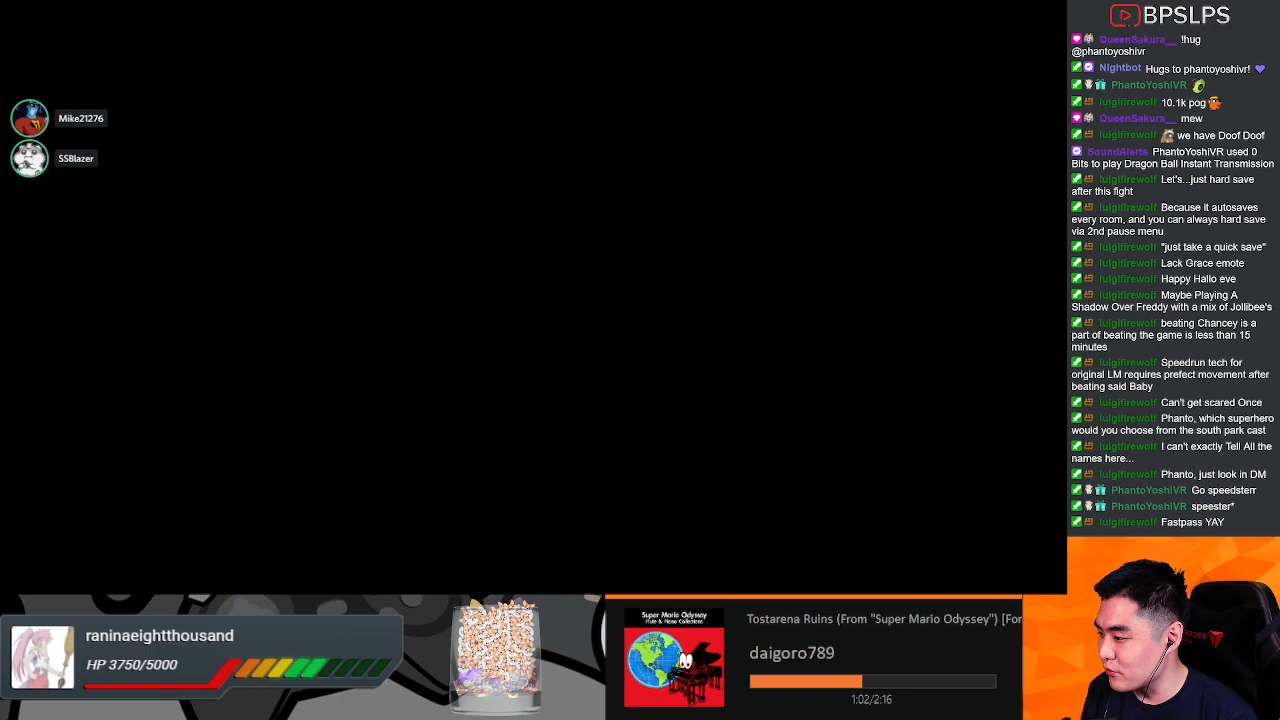 BPSLPS
QueenSakura__ !hug
@phantoyoshivr
Nightbot Hugs to phantoyoshivr!
PhantoYoshiVR
luigifirewolf 10.1k pog
QueenSakura__ mew
luigifirewolf we have Doof Doof
SoundAlerts PhantoYoshiVR used 0
Bits to play Dragon Ball Instant Transmission
luigifirewolf Let's...just hard save
after this fight
luigifirewolf Because it autosaves
every room, and you can always hard save
via 2nd pause menu
luigifirewolf "just take a quick save"
luigifirewolf Lack Grace emote
luigifirewolf Happy Hallo eve
luigifirewolf Maybe Playing A
Shadow Over Freddy with a mix of Jollibee's
luigifirewolf beating Chancey is a
part of beating the game is less than 15
minutes
luigifirewolf Speedrun tech for
original LM requires prefect movement after
beating said Baby
luigifirewolf Can't get scared Once
luigifirewolf Phanto, which superhero
would you choose from the south park cast
luigifirewolf I can't exactly Tell All the
names here...
luigifirewolf Phanto, just look in DM
PhantoYoshiVR Go speedsterr
PhantoYoshiVR speester*
luigifirewolf Fastpass YAY
Mike21276
SSBlazer
raninaeightthousand
HP 3750/5000
Super Mario Odyssey
Flute & Piano Collections
Tostarena Ruins (From "Super Mario Odyssey") [For
daigoro789
1:02/2:16